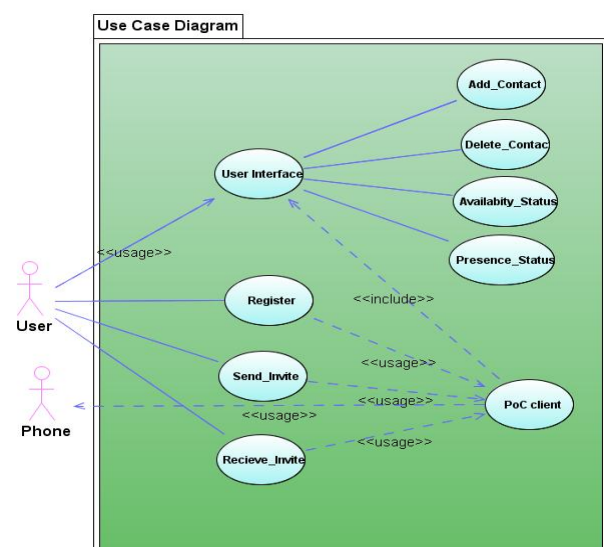 Use Case Diagram
Add_Contact
Delete_Contac
User Interface
Availabity_Status
<<usage>>
Presence_Status
Register
<<include>>
User
<<usage>>
Send_Invite
<<usage>>
PoC client
<<usage>>
Phone
<<usage>>
Recieve_Invite